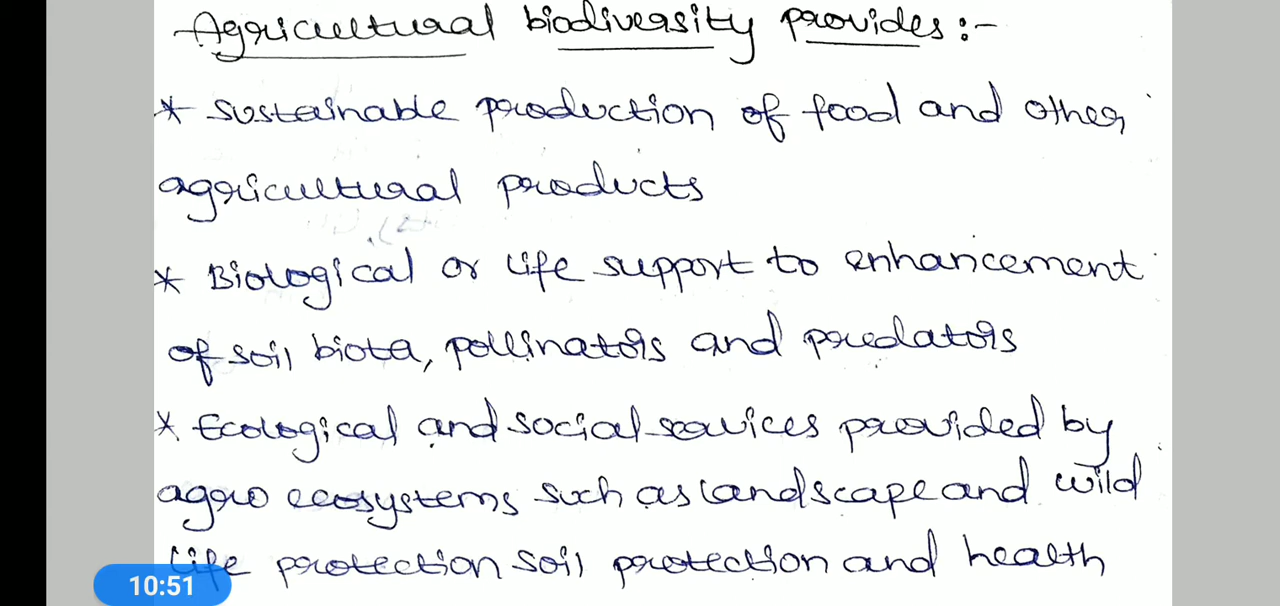 Agricultural biodiversity provides:-
* Sustainable production of food and other
agricultural products
* Biological or life support to enhancement
of soil biota, pollinators and predators
* Ecological and social services provided by
agro ecosystems such as landscape and wild
life protection soil protection and health
10:51